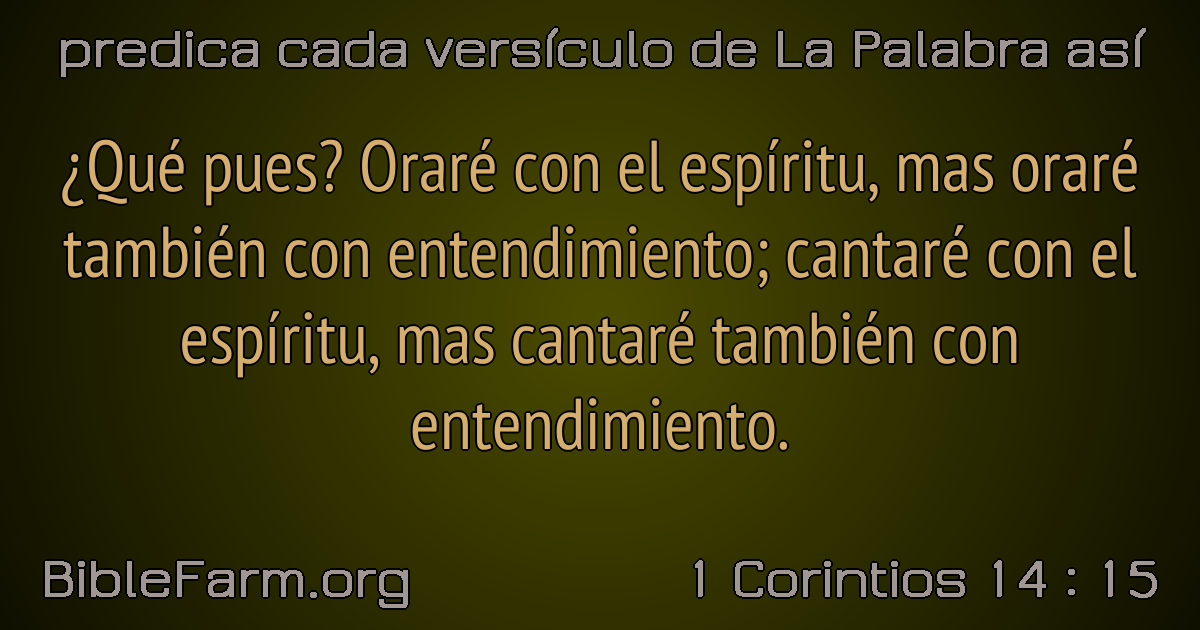 predica cada versículo de La Palabra así
¿Qué pues? Oraré con el espíritu, mas oraré
también con entendimiento; cantaré con el
espíritu, mas cantaré también con
entendimiento.
BibleFarm.org
1 Corintios 14 : 15